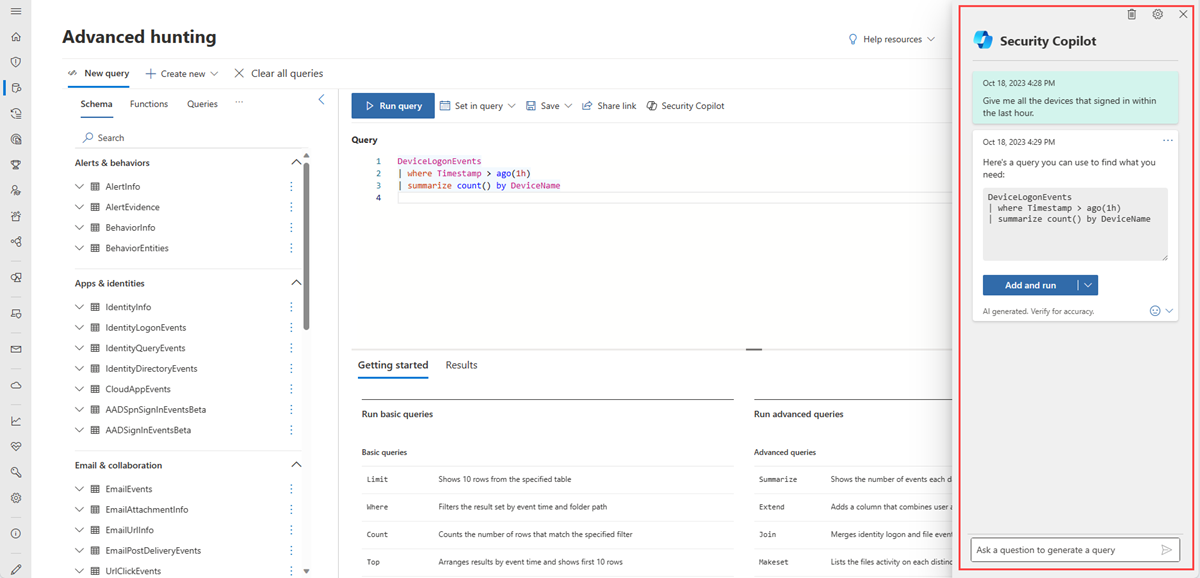 Advanced hunting
Help resources
New query
Create new
Clear all queries
Schema
Functions
Queries
...
Search
Alerts & behaviors
AlertInfo
AlertEvidence
BehaviorInfo
BehaviorEntities
Apps & identities
IdentityInfo
IdentityLogonEvents
IdentityQueryEvents
IdentityDirectoryEvents
CloudAppEvents
AADSpnSignInEventsBeta
AADSignInEventsBeta
Email & collaboration
EmailEvents
EmailAttachmentInfo
EmailUrlInfo
EmailPostDeliveryEvents
UrlClickEvents
Run query
Set in query
Save
Share link
Security Copilot
Query
1 DeviceLogonEvents
2 | where Timestamp > ago(1h)
3 | summarize count() by DeviceName
4
Getting started
Results
Run basic queries
Basic queries
Limit Shows 10 rows from the specified table
Where Filters the result set by event time and folder path
Count Counts the number of rows that match the specified filter
Top Arranges results by event time and shows first 10 rows
Run advanced queries
Advanced queries
Summarize Shows the number of events each d
Extend Adds a column that combines user a
Join Merges identity logon and file event
Makeset Lists the files activity on each distinc
Security Copilot
Oct 18, 2023 4:28 PM
Give me all the devices that signed in within
the last hour.
Oct 18, 2023 4:29 PM
...
Here's a query you can use to find what you
need:
DeviceLogonEvents
| where Timestamp > ago(1h)
| summarize count() by DeviceName
Add and run
AI generated. Verify for accuracy.
Ask a question to generate a query